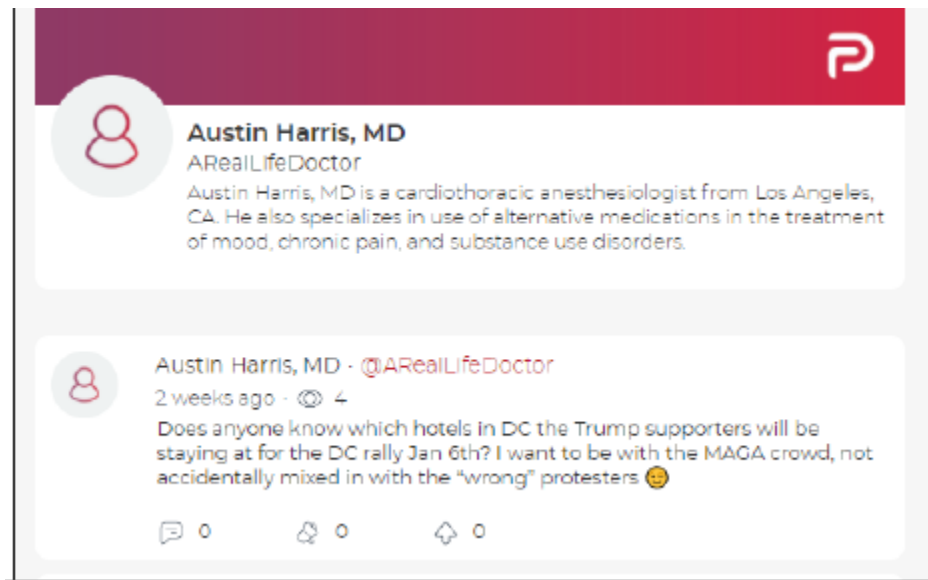 Austin Harris, MD
ARealLifeDoctor
Austin Harris, MD is a cardiothoracic anesthesiologist from Los Angeles,
CA. He also specializes in use of alternative medications in the treatment
of mood, chronic pain, and substance use disorders.
Austin Harris, MD · @ARealLifeDoctor
2 weeks ago · 4
Does anyone know which hotels in DC the Trump supporters will be
staying at for the DC rally Jan 6th? I want to be with the MAGA crowd, not
accidentally mixed in with the “wrong” protesters 😉
0 0 0